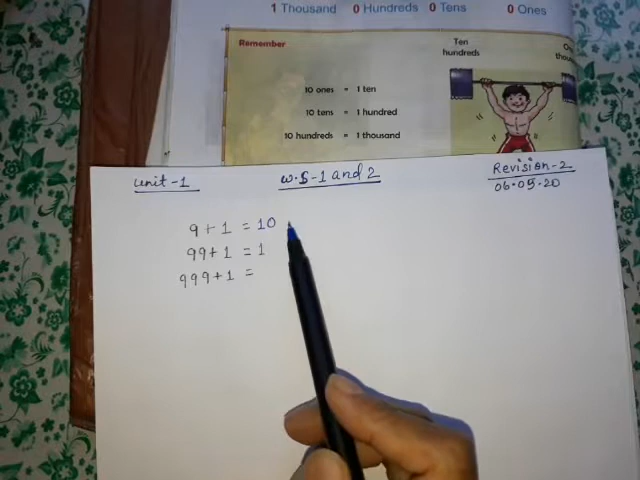 1 Thousand 0 Hundreds 0 Tens 0 Ones
Remember
Ten
hundreds
10 ones = 1 ten
10 tens = 1 hundred
10 hundreds = 1 thousand
Unit-1
W.S-1 and 2
Revision-2
06.05.20
9+1 = 10
99+1 = 1
999+1 =